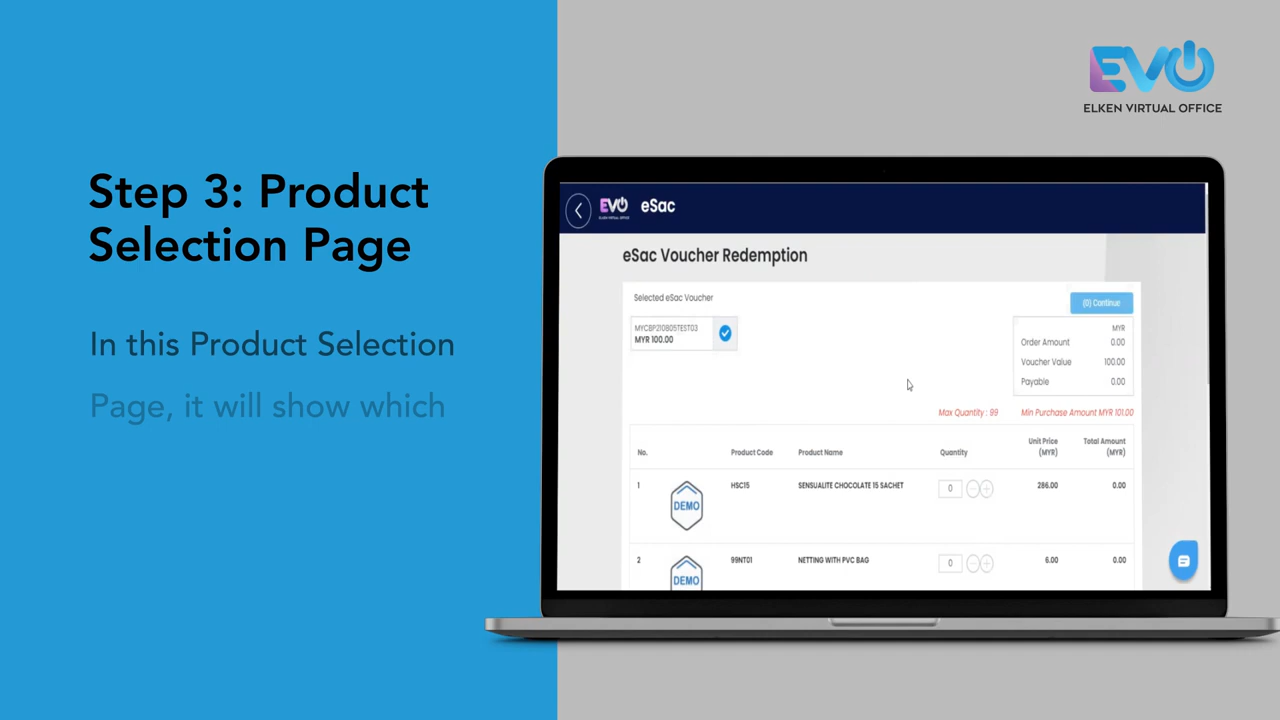 EVO
ELKEN VIRTUAL OFFICE
Step 3: Product
Selection Page
In this Product Selection
Page, it will show which
EVO eSac
ELKEN VIRTUAL OFFICE
eSac Voucher Redemption
Selected eSac Voucher
(0) Continue
MYCBP210805TEST03
MYR 100.00
MYR
Order Amount 0.00
Voucher Value 100.00
Payable 0.00
Max Quantity : 99 Min Purchase Amount MYR 101.00
No. Product Code Product Name Quantity Unit Price (MYR) Total Amount (MYR)
1 DEMO HSC15 SENSUALITE CHOCOLATE 15 SACHET 0 286.00 0.00
2 DEMO 99NT01 NETTING WITH PVC BAG 0 6.00 0.00